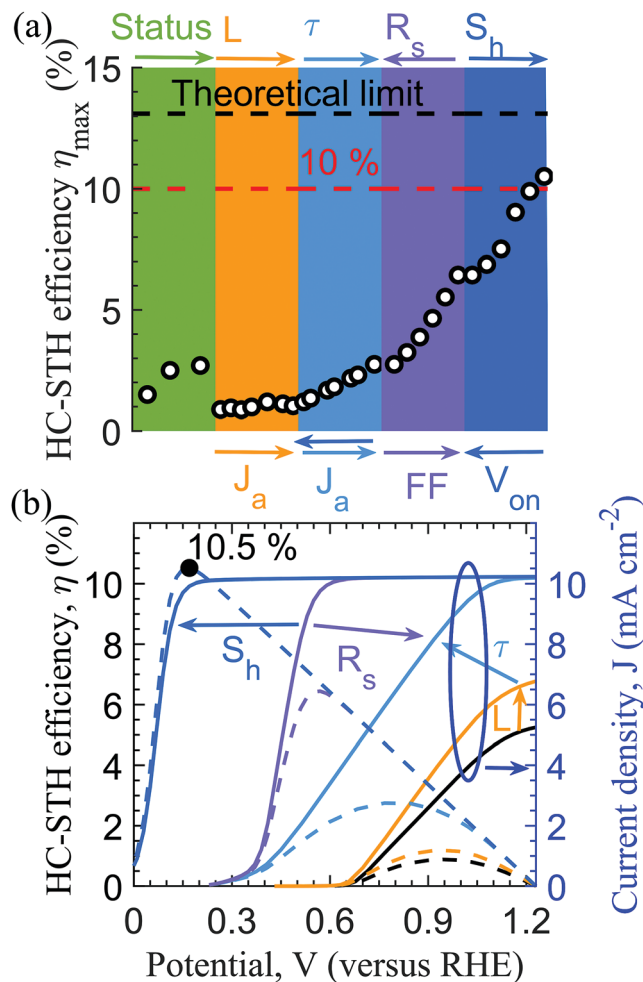 (a)
Status L τ R_s S_h
HC-STH efficiency η_max (%)
15
10
5
0
Theoretical limit
10 %
J_a J_a FF V_on
(b)
HC-STH efficiency, η (%)
10
8
6
4
2
0
10.5 %
S_h
R_s
τ
L
10
8
6
4
2
0
Current density, J (mA cm⁻²)
0 0.3 0.6 0.9 1.2
Potential, V (versus RHE)